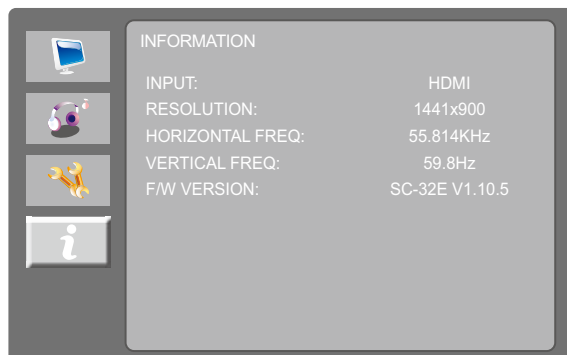 INFORMATION
INPUT: HDMI
RESOLUTION: 1441x900
HORIZONTAL FREQ: 55.814KHz
VERTICAL FREQ: 59.8Hz
F/W VERSION: SC-32E V1.10.5
i